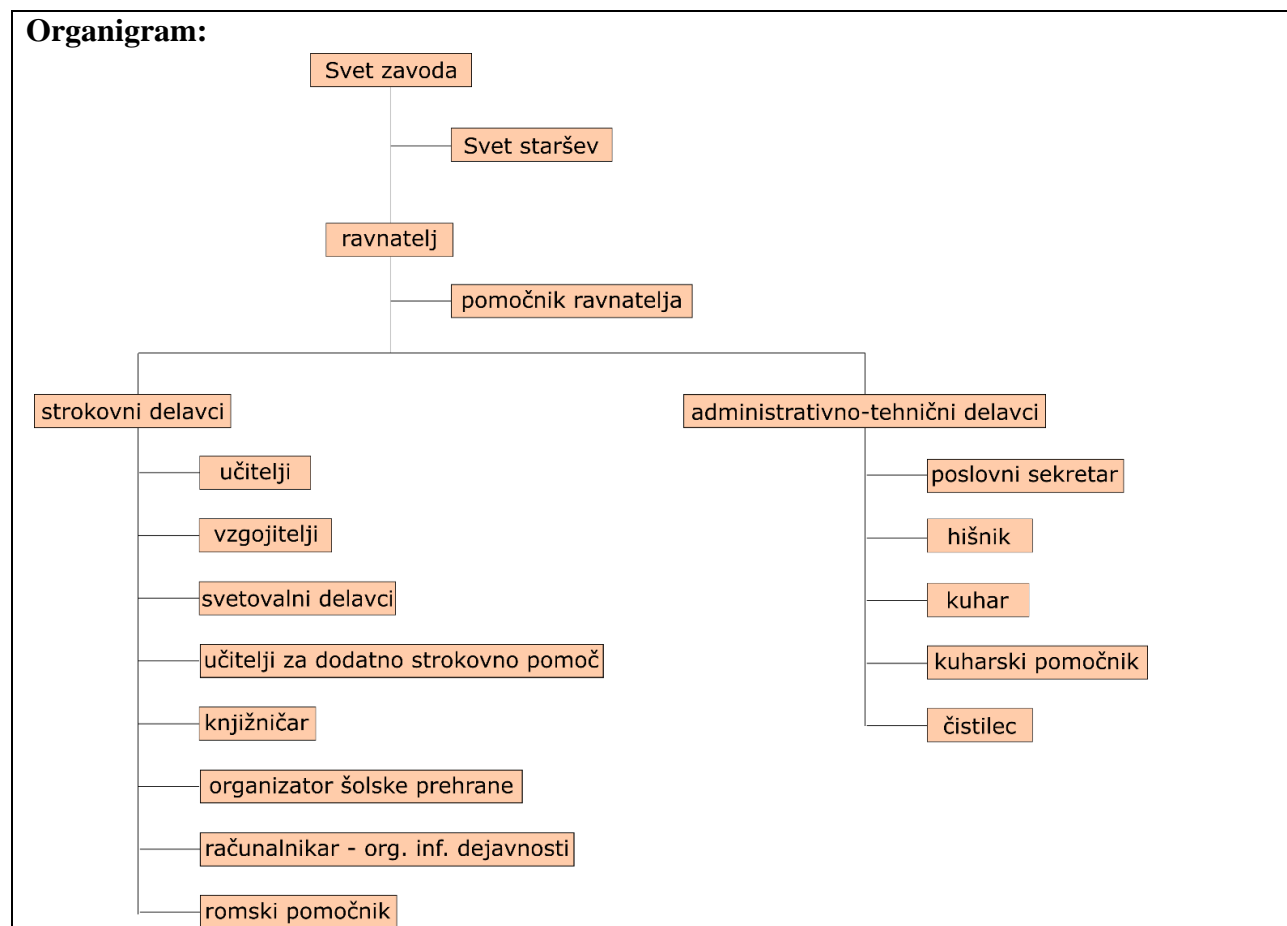 Organigram:
Svet zavoda
Svet staršev
ravnatelj
pomočnik ravnatelja
strokovni delavci
učitelji
vzgojitelji
svetovalni delavci
učitelji za dodatno strokovno pomoč
knjižničar
organizator šolske prehrane
računalnikar - org. inf. dejavnosti
romski pomočnik
administrativno-tehnični delavci
poslovni sekretar
hišnik
kuhar
kuharski pomočnik
čistilec